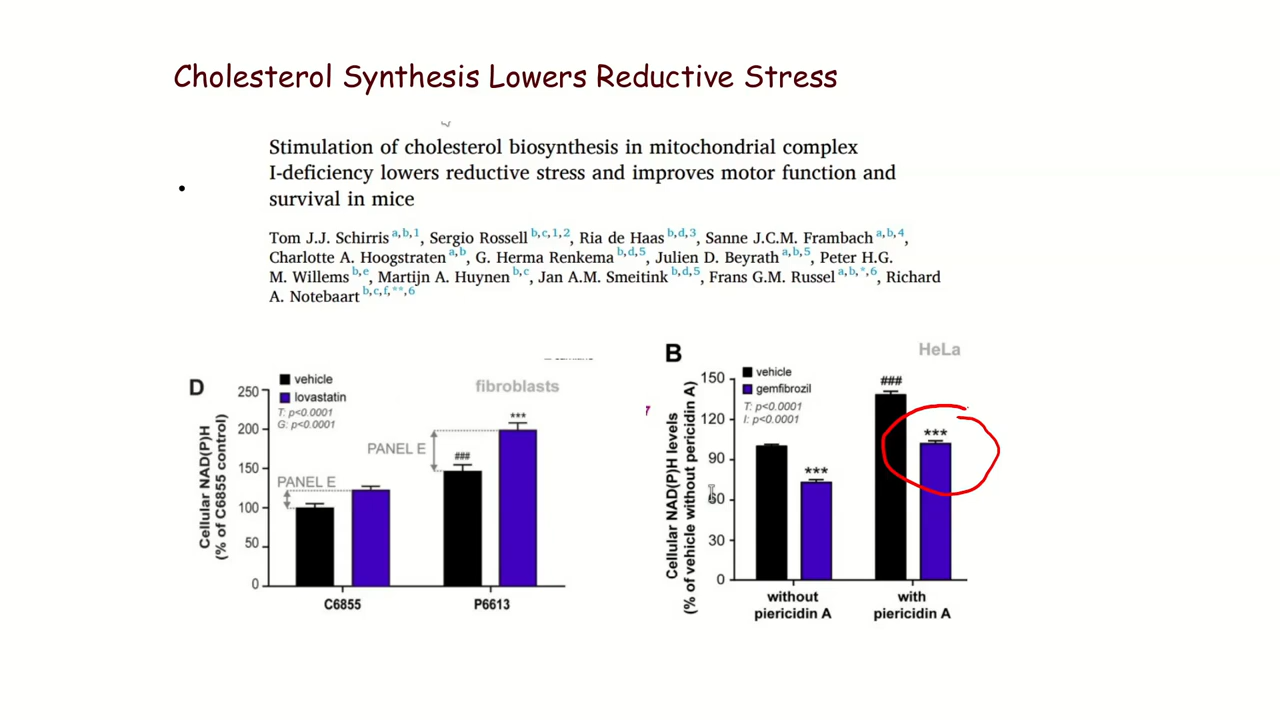 Cholesterol Synthesis Lowers Reductive Stress
Stimulation of cholesterol biosynthesis in mitochondrial complex
I-deficiency lowers reductive stress and improves motor function and
survival in mice
Tom J.J. Schirris a,b,1, Sergio Rossell b,c,1,2, Ria de Haas b,d,3, Sanne J.C.M. Frambach a,b,4,
Charlotte A. Hoogstraten a,b, G. Herma Renkema b,d,5, Julien D. Beyrath a,b,5, Peter H.G.
M. Willems b,e, Martijn A. Huynen b,c, Jan A.M. Smeitink b,d,5, Frans G.M. Russel a,b,*,6, Richard
A. Notebaart b,c,f,**,6
D
vehicle
lovastatin
T: p<0.0001
G: p<0.0001
fibroblasts
Cellular NAD(P)H
(% of C6855 control)
250
200
150
100
50
0
PANEL E
PANEL E
###
***
C6855
P6613
B
HeLa
vehicle
gemfibrozil
T: p<0.0001
I: p<0.0001
Cellular NAD(P)H levels
(% of vehicle without pericidin A)
150
120
90
60
30
0
***
###
***
without
piericidin A
with
piericidin A